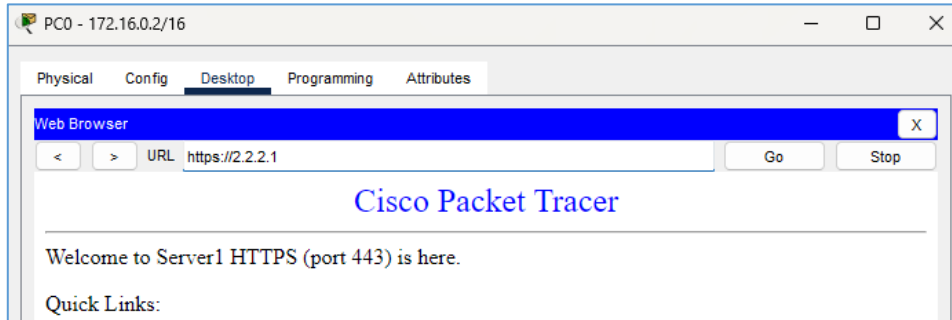 PC0 - 172.16.0.2/16
Physical Config Desktop Programming Attributes
Web Browser X
< > URL https://2.2.2.1 Go Stop
Cisco Packet Tracer
Welcome to Server1 HTTPS (port 443) is here.
Quick Links: